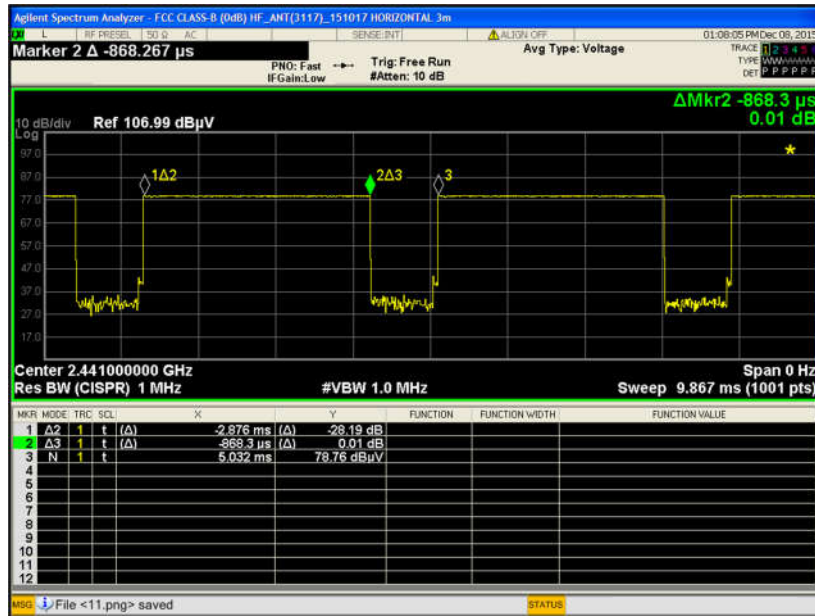 Agilent Spectrum Analyzer - FCC CLASS-B (0dB) HF_ANT(3117)_151017 HORIZONTAL 3m
L RF PRESEL 50 Ω AC SENSE:INT ALIGN OFF 01:08:05 PM Dec 08, 2015
Marker 2 Δ -868.267 µs
PNO: Fast
IFGain:Low
Trig: Free Run
#Atten: 10 dB
Avg Type: Voltage
TRACE 1 2 3 4 5
TYPE
DET P P P P P
ΔMkr2 -868.3 µs
0.01 dB
10 dB/div Ref 106.99 dBµV
Log
97.0
87.0
77.0
67.0
57.0
47.0
37.0
27.0
17.0
1Δ2
2Δ3
3
*
Center 2.441000000 GHz Span 0 Hz
Res BW (CISPR) 1 MHz #VBW 1.0 MHz Sweep 9.867 ms (1001 pts)
MKR MODE TRC SCL X Y FUNCTION FUNCTION WIDTH FUNCTION VALUE
1 Δ2 1 t (Δ) -2.876 ms (Δ) -28.19 dB
2 Δ3 1 t (Δ) -868.3 µs (Δ) 0.01 dB
3 N 1 t 5.032 ms 78.76 dBµV
4
5
6
7
8
9
10
11
12
MSG File <11.png> saved STATUS